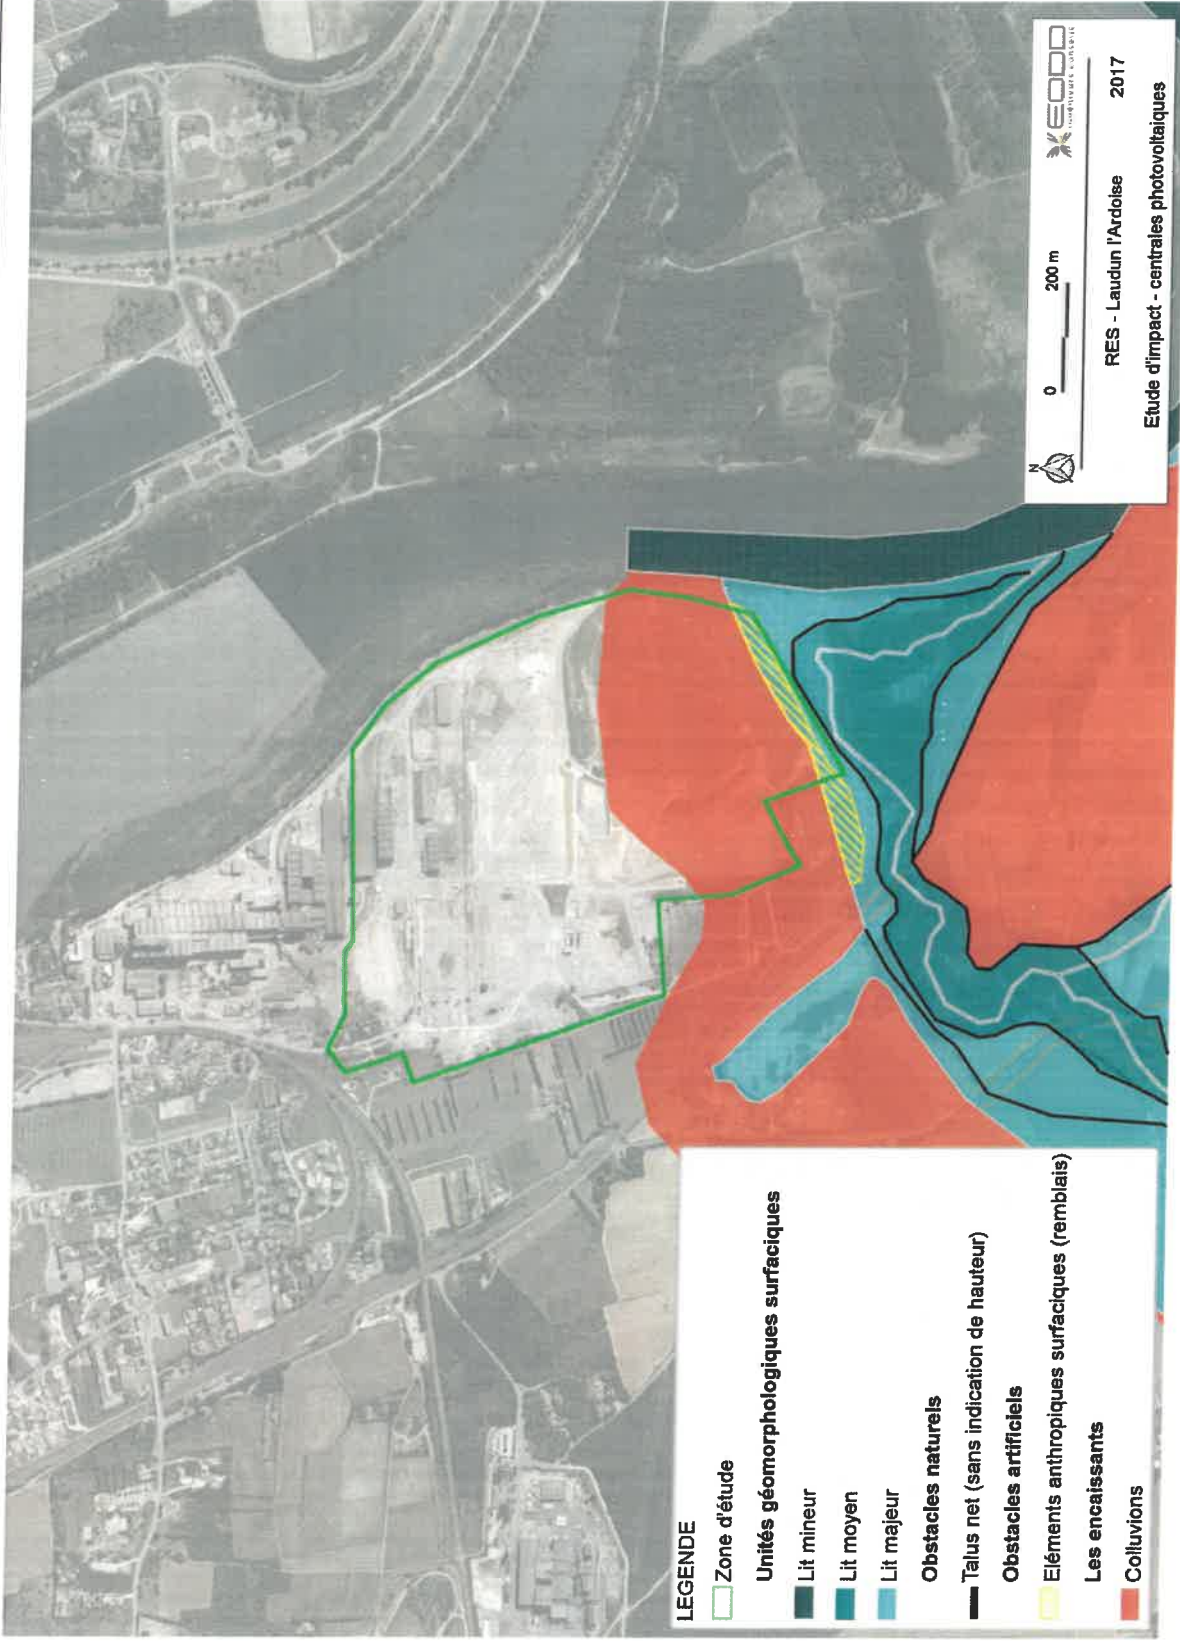 LEGENDE
Zone d'étude
Unités géomorphologiques surfaciques
Lit mineur
Lit moyen
Lit majeur
Obstacles naturels
Talus net (sans indication de hauteur)
Obstacles artificiels
Eléments anthropiques surfaciques (remblais)
Les encaissants
Colluvions
N
0 200 m
EODD
RES - Laudun l'Ardoise 2017
Etude d'impact - centrales photovoltaiques